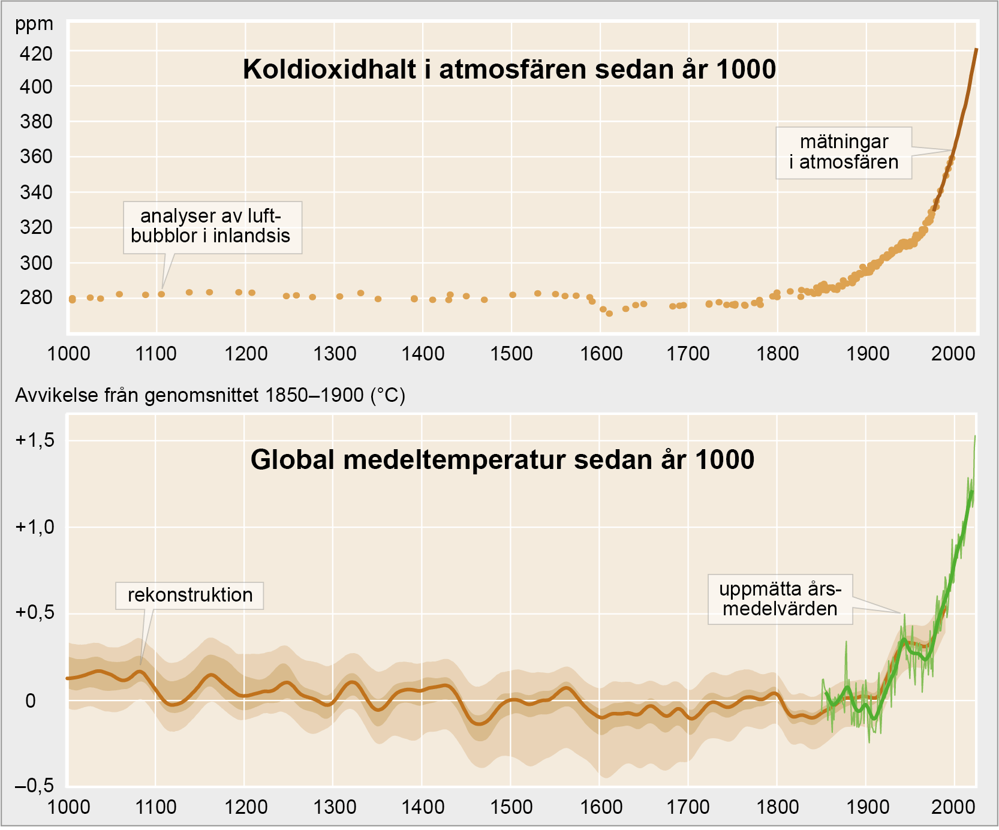 ppm
Koldioxidhalt i atmosfären sedan år 1000
420
400
380
360
340
320
300
280
mätningar
i atmosfären
analyser av luft-
bubblor i inlandsis
1000 1100 1200 1300 1400 1500 1600 1700 1800 1900 2000
Avvikelse från genomsnittet 1850–1900 (°C)
Global medeltemperatur sedan år 1000
+1,5
+1,0
+0,5
0
–0,5
rekonstruktion
uppmätta års-
medelvärden
1000 1100 1200 1300 1400 1500 1600 1700 1800 1900 2000